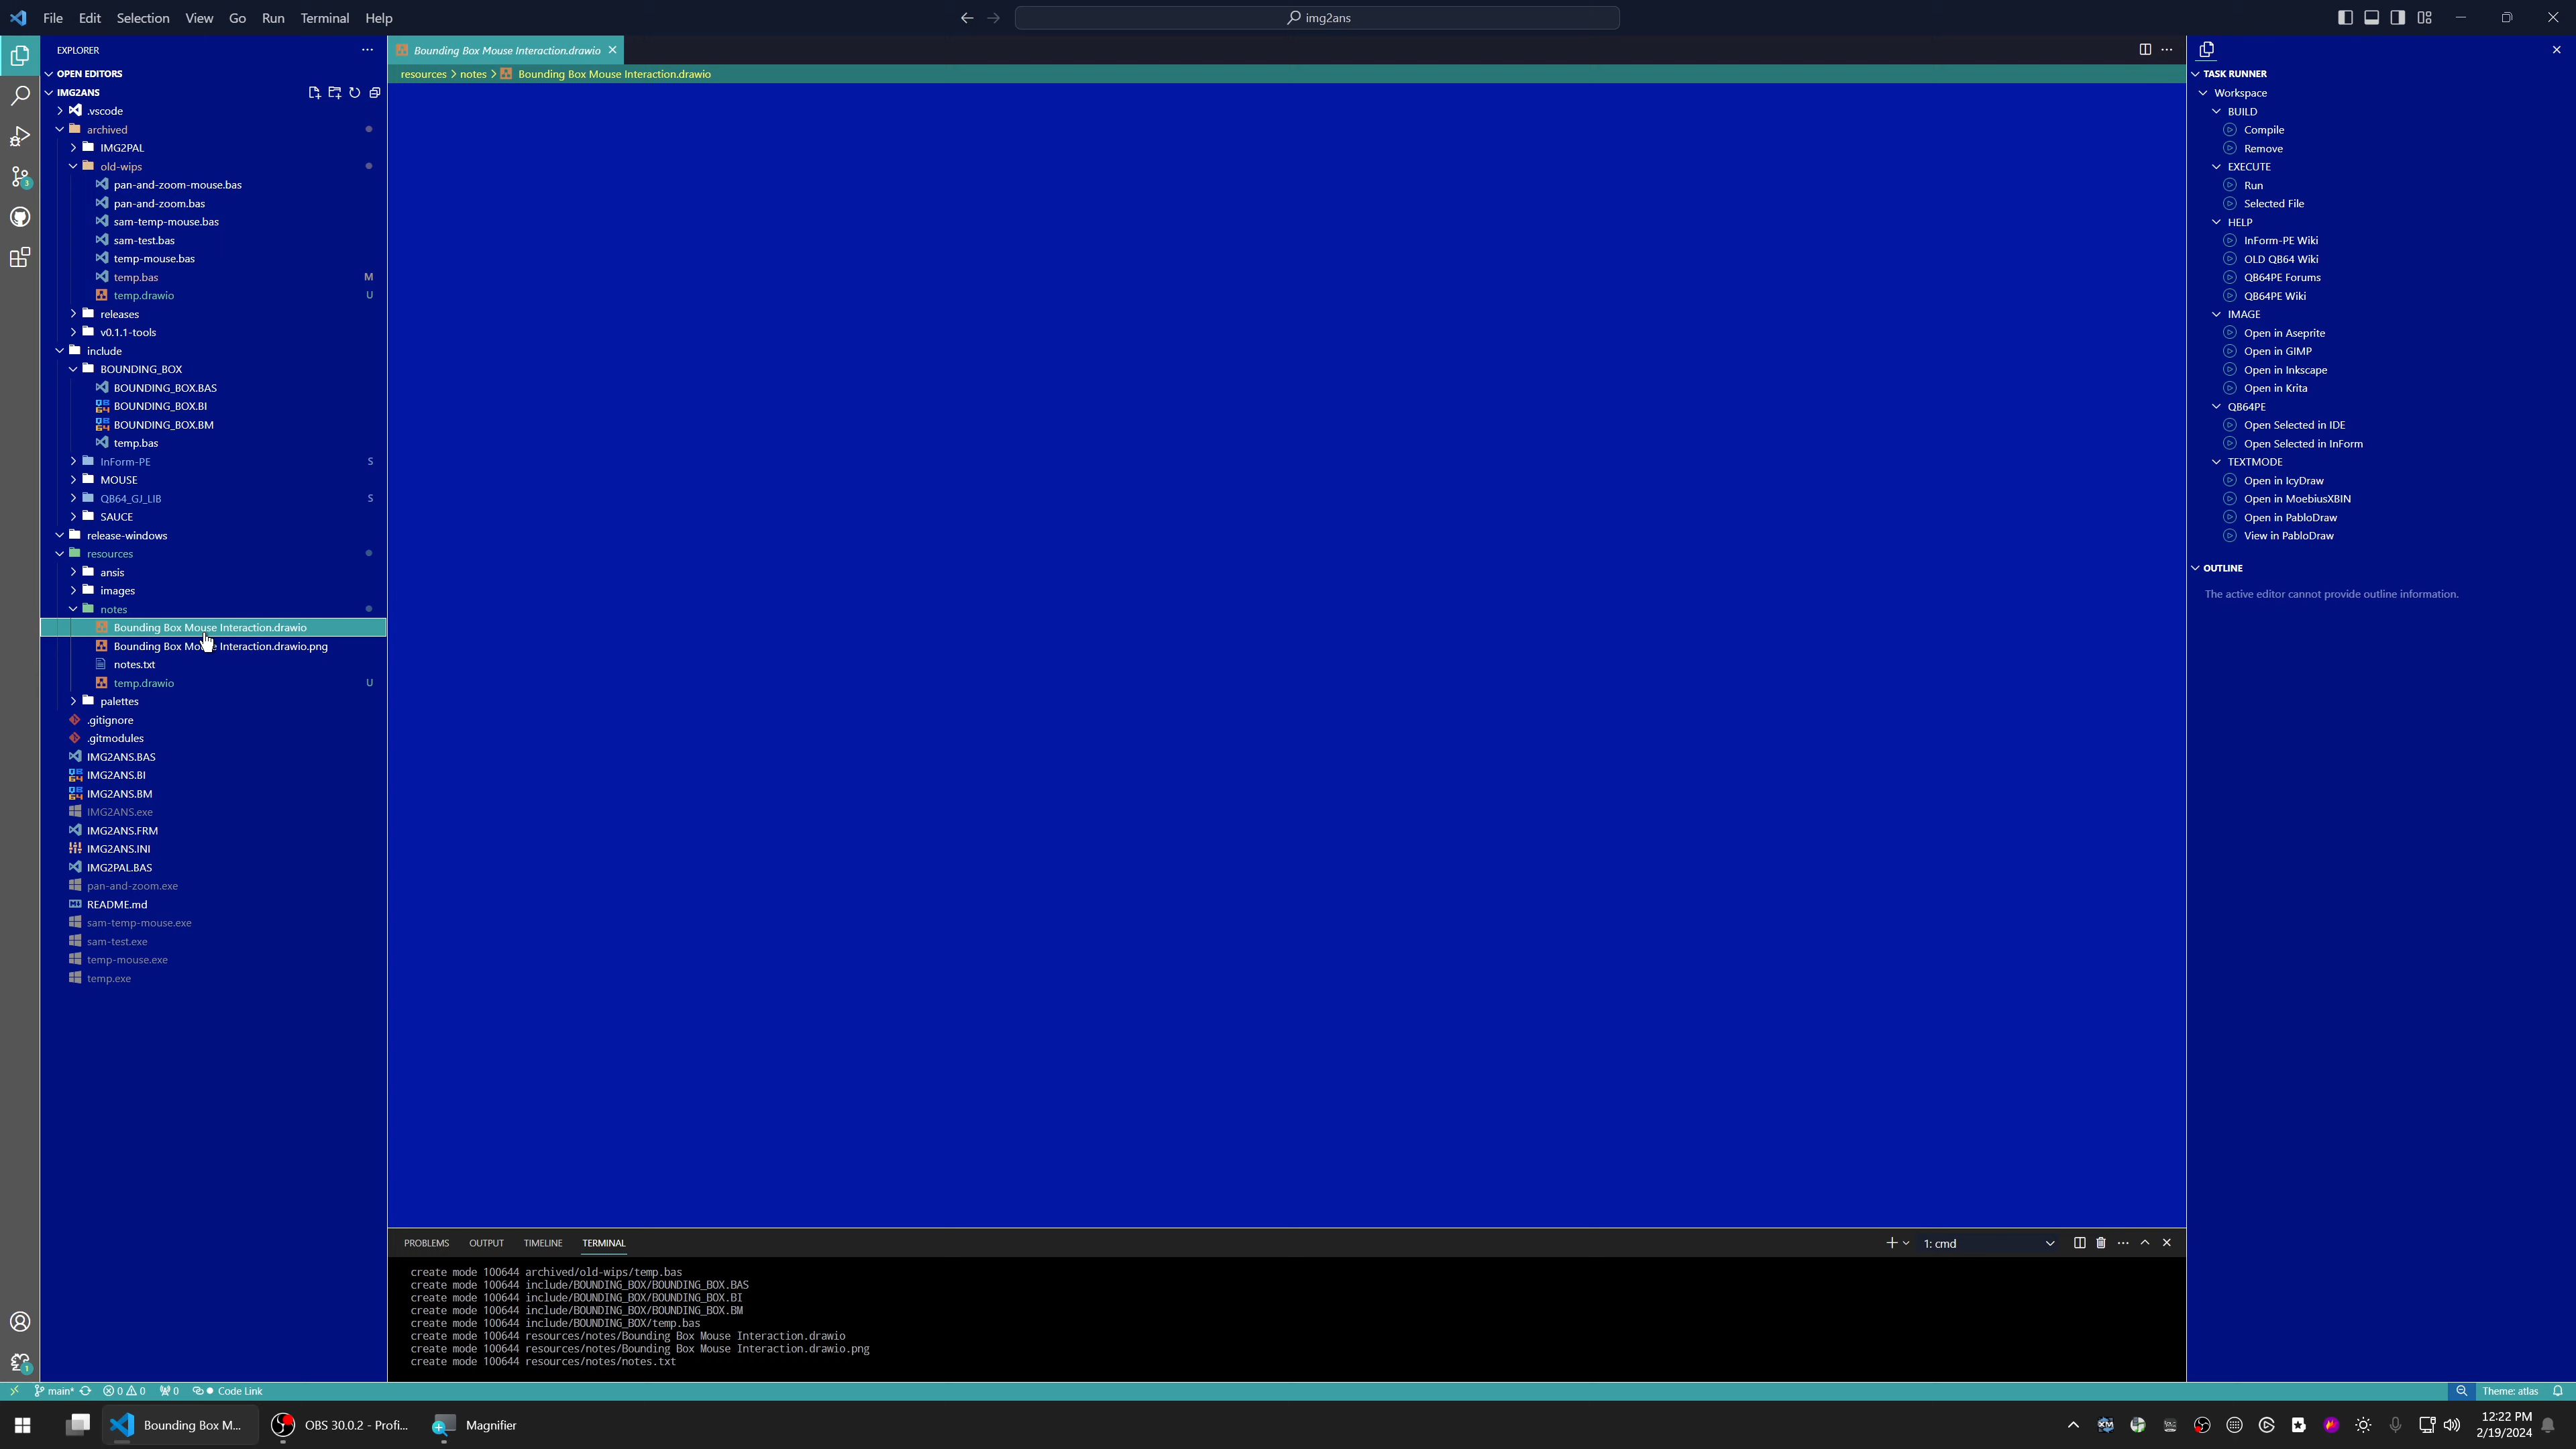 File Edit Selection View Go Run Terminal Help
img2ans
EXPLORER
OPEN EDITORS
IMG2ANS
.vscode
archived
IMG2PAL
old-wips
pan-and-zoom-mouse.bas
pan-and-zoom.bas
sam-temp-mouse.bas
sam-test.bas
temp-mouse.bas
temp.bas M
temp.drawio U
releases
v0.1.1-tools
include
BOUNDING_BOX
BOUNDING_BOX.BAS
BOUNDING_BOX.BI
BOUNDING_BOX.BM
temp.bas
InForm-PE S
MOUSE
QB64_GJ_LIB S
SAUCE
release-windows
resources
ansis
images
notes
Bounding Box Mouse Interaction.drawio
Bounding Box Mouse Interaction.drawio.png
notes.txt
temp.drawio U
palettes
.gitignore
.gitmodules
IMG2ANS.BAS
IMG2ANS.BI
IMG2ANS.BM
IMG2ANS.exe
IMG2ANS.FRM
IMG2ANS.INI
IMG2PAL.BAS
pan-and-zoom.exe
README.md
sam-temp-mouse.exe
sam-test.exe
temp-mouse.exe
temp.exe
Bounding Box Mouse Interaction.drawio
resources > notes > Bounding Box Mouse Interaction.drawio
PROBLEMS OUTPUT TIMELINE TERMINAL
1: cmd
create mode 100644 archived/old-wips/temp.bas
create mode 100644 include/BOUNDING_BOX/BOUNDING_BOX.BAS
create mode 100644 include/BOUNDING_BOX/BOUNDING_BOX.BI
create mode 100644 include/BOUNDING_BOX/BOUNDING_BOX.BM
create mode 100644 include/BOUNDING_BOX/temp.bas
create mode 100644 resources/notes/Bounding Box Mouse Interaction.drawio
create mode 100644 resources/notes/Bounding Box Mouse Interaction.drawio.png
create mode 100644 resources/notes/notes.txt
TASK RUNNER
Workspace
BUILD
Compile
Remove
EXECUTE
Run
Selected File
HELP
InForm-PE Wiki
OLD QB64 Wiki
QB64PE Forums
QB64PE Wiki
IMAGE
Open in Aseprite
Open in GIMP
Open in Inkscape
Open in Krita
QB64PE
Open Selected in IDE
Open Selected in InForm
TEXTMODE
Open in IcyDraw
Open in MoebiusXBIN
Open in PabloDraw
View in PabloDraw
OUTLINE
The active editor cannot provide outline information.
3
1
main* 0 0 0 Code Link
Theme: atlas
Bounding Box M...
OBS 30.0.2 - Profi...
Magnifier
12:22 PM
2/19/2024